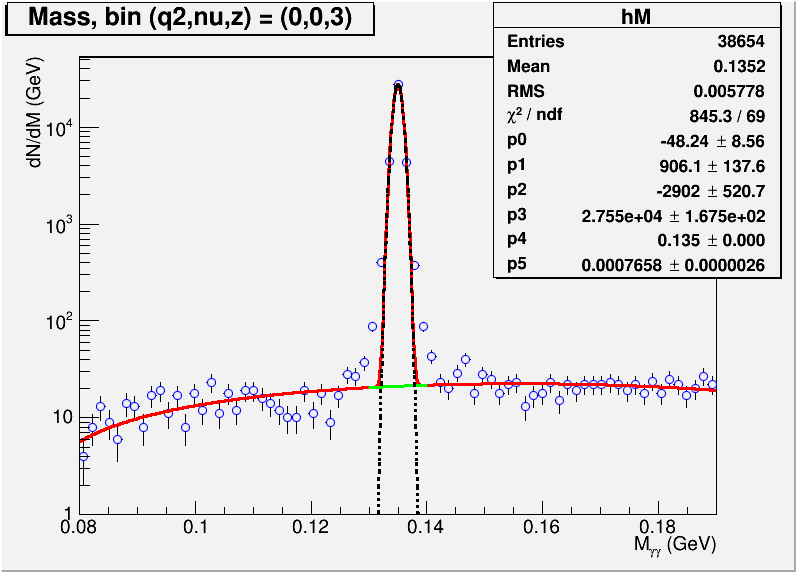 Mass, bin (q2,nu,z) = (0,0,3)
hM
Entries 38654
Mean 0.1352
RMS 0.005778
χ² / ndf 845.3 / 69
p0 -48.24 ± 8.56
p1 906.1 ± 137.6
p2 -2902 ± 520.7
p3 2.755e+04 ± 1.675e+02
p4 0.135 ± 0.000
p5 0.0007658 ± 0.0000026
dN/dM (GeV)
10⁴
10³
10²
10
1
0.08 0.1 0.12 0.14 0.16 0.18
Mγγ (GeV)